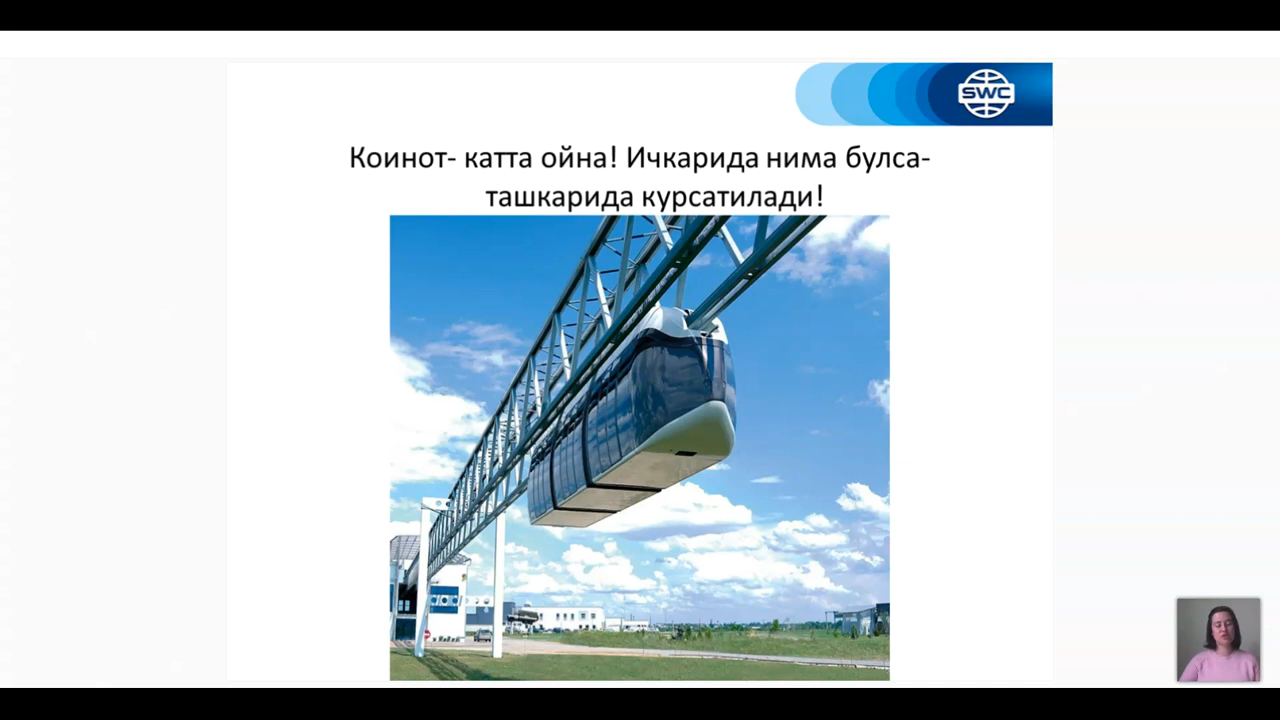 SWC
Коинот- катта ойна! Ичкарида нима булса-
ташкарида курсатилади!